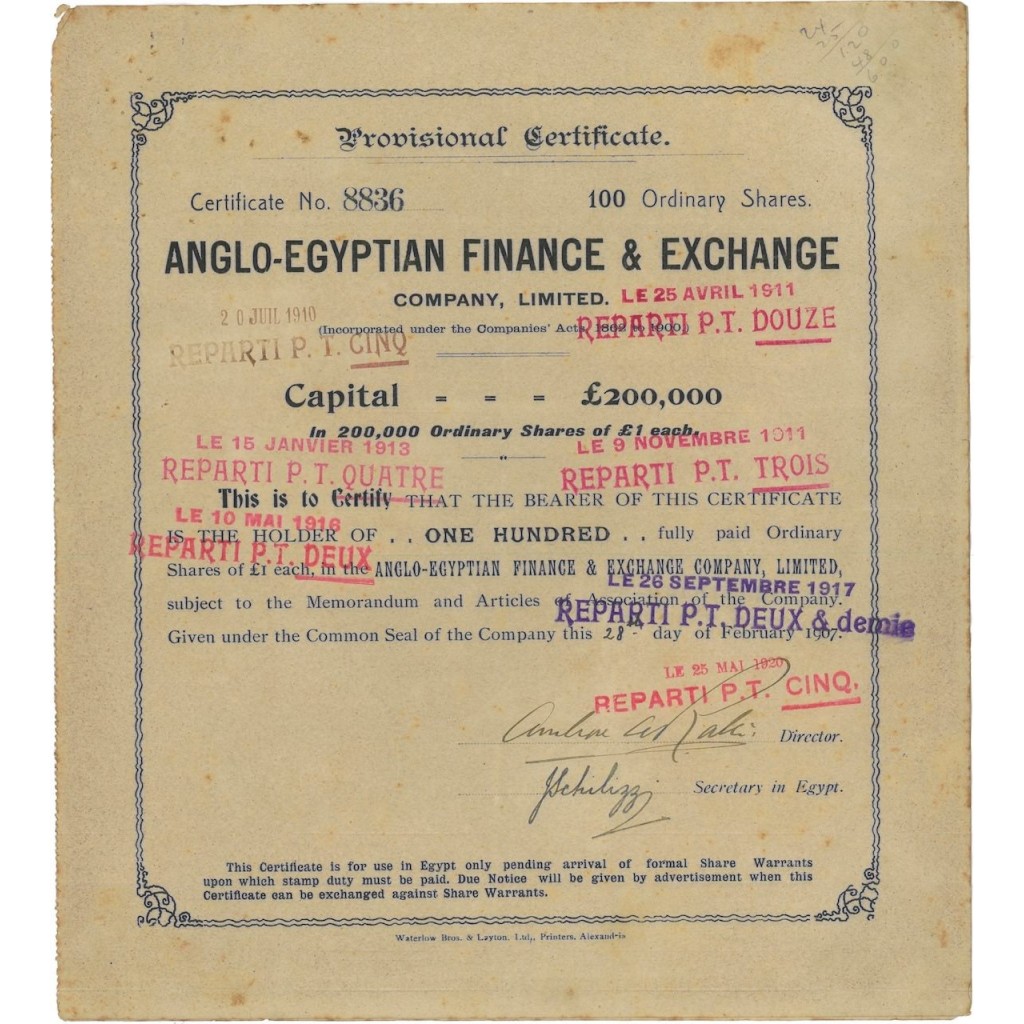 Provisional Certificate.
Certificate No. 8836
100 Ordinary Shares.
ANGLO-EGYPTIAN FINANCE & EXCHANGE
COMPANY, LIMITED.
LE 25 AVRIL 1911
20 JUIL 1910
(Incorporated under the Companies' Acts, 1862 to 1900.)
REPARTI P.T. DOUZE
REPARTI P. T. CINQ
Capital = = = £200,000
In 200,000 Ordinary Shares of £1 each.
LE 15 JANVIER 1913
LE 9 NOVEMBRE 1911
REPARTI P.T. QUATRE
REPARTI P.T. TROIS
This is to Certify THAT THE BEARER OF THIS CERTIFICATE
LE 10 MAI 1916
IS THE HOLDER OF . . ONE HUNDRED . . fully paid Ordinary
REPARTI P.T. DEUX
Shares of £1 each, in the ANGLO-EGYPTIAN FINANCE & EXCHANGE COMPANY, LIMITED,
LE 26 SEPTEMBRE 1917
subject to the Memorandum and Articles of Association of the Company.
REPARTI P.T. DEUX & demie
Given under the Common Seal of the Company this 28th day of February 1907.
LE 25 MAI 1920
REPARTI P.T. CINQ.
Director.
JSchilizzi
Secretary in Egypt.
This Certificate is for use in Egypt only pending arrival of formal Share Warrants
upon which stamp duty must be paid. Due Notice will be given by advertisement when this
Certificate can be exchanged against Share Warrants.
Waterlow Bros. & Layton, Ltd., Printers, Alexandria